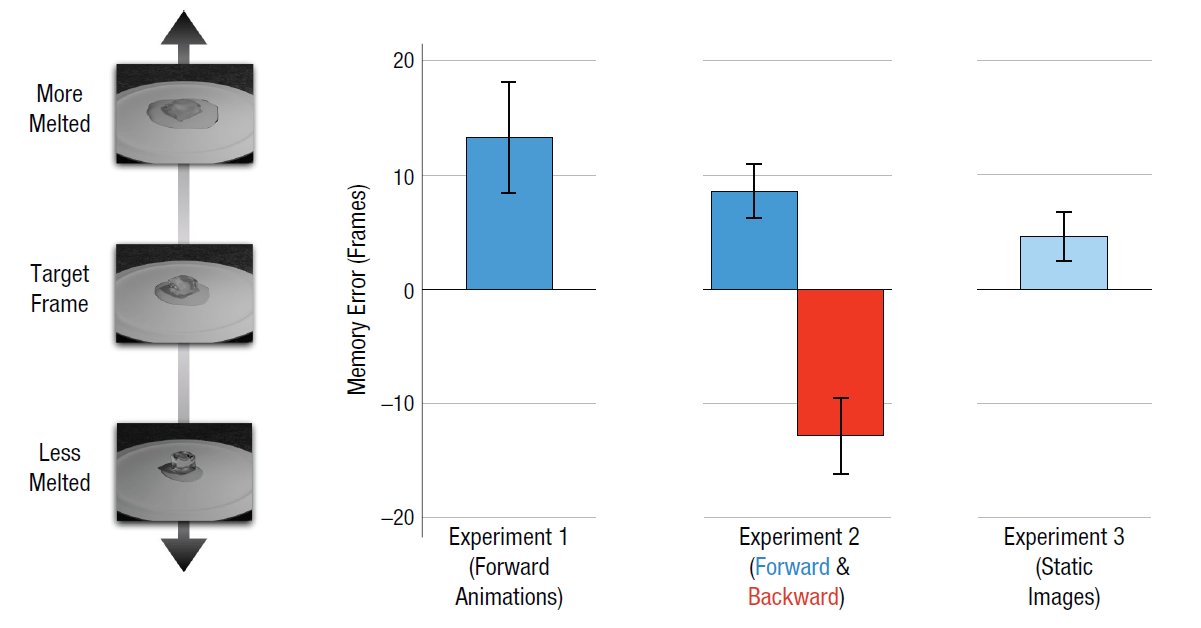 More
Melted
Target
Frame
Less
Melted
Memory Error (Frames)
20
10
0
–10
–20
Experiment 1
(Forward
Animations)
Experiment 2
(Forward &
Backward)
Experiment 3
(Static
Images)